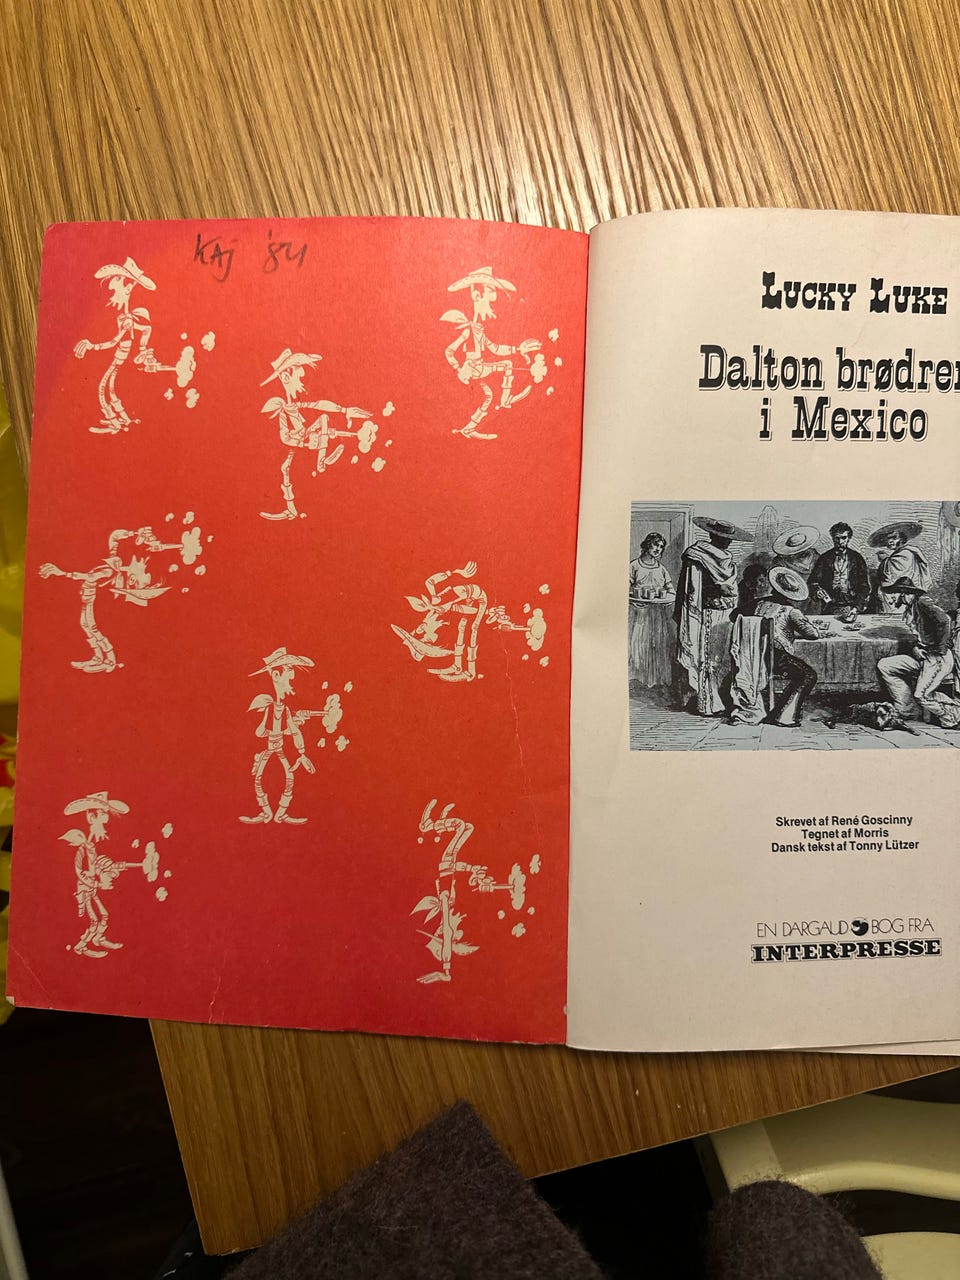 KAJ '84
LUCKY LUKE
Dalton brødren
i Mexico
Skrevet af René Goscinny
Tegnet af Morris
Dansk tekst af Tonny Lützer
EN DARGAUD BOG FRA
INTERPRESSE